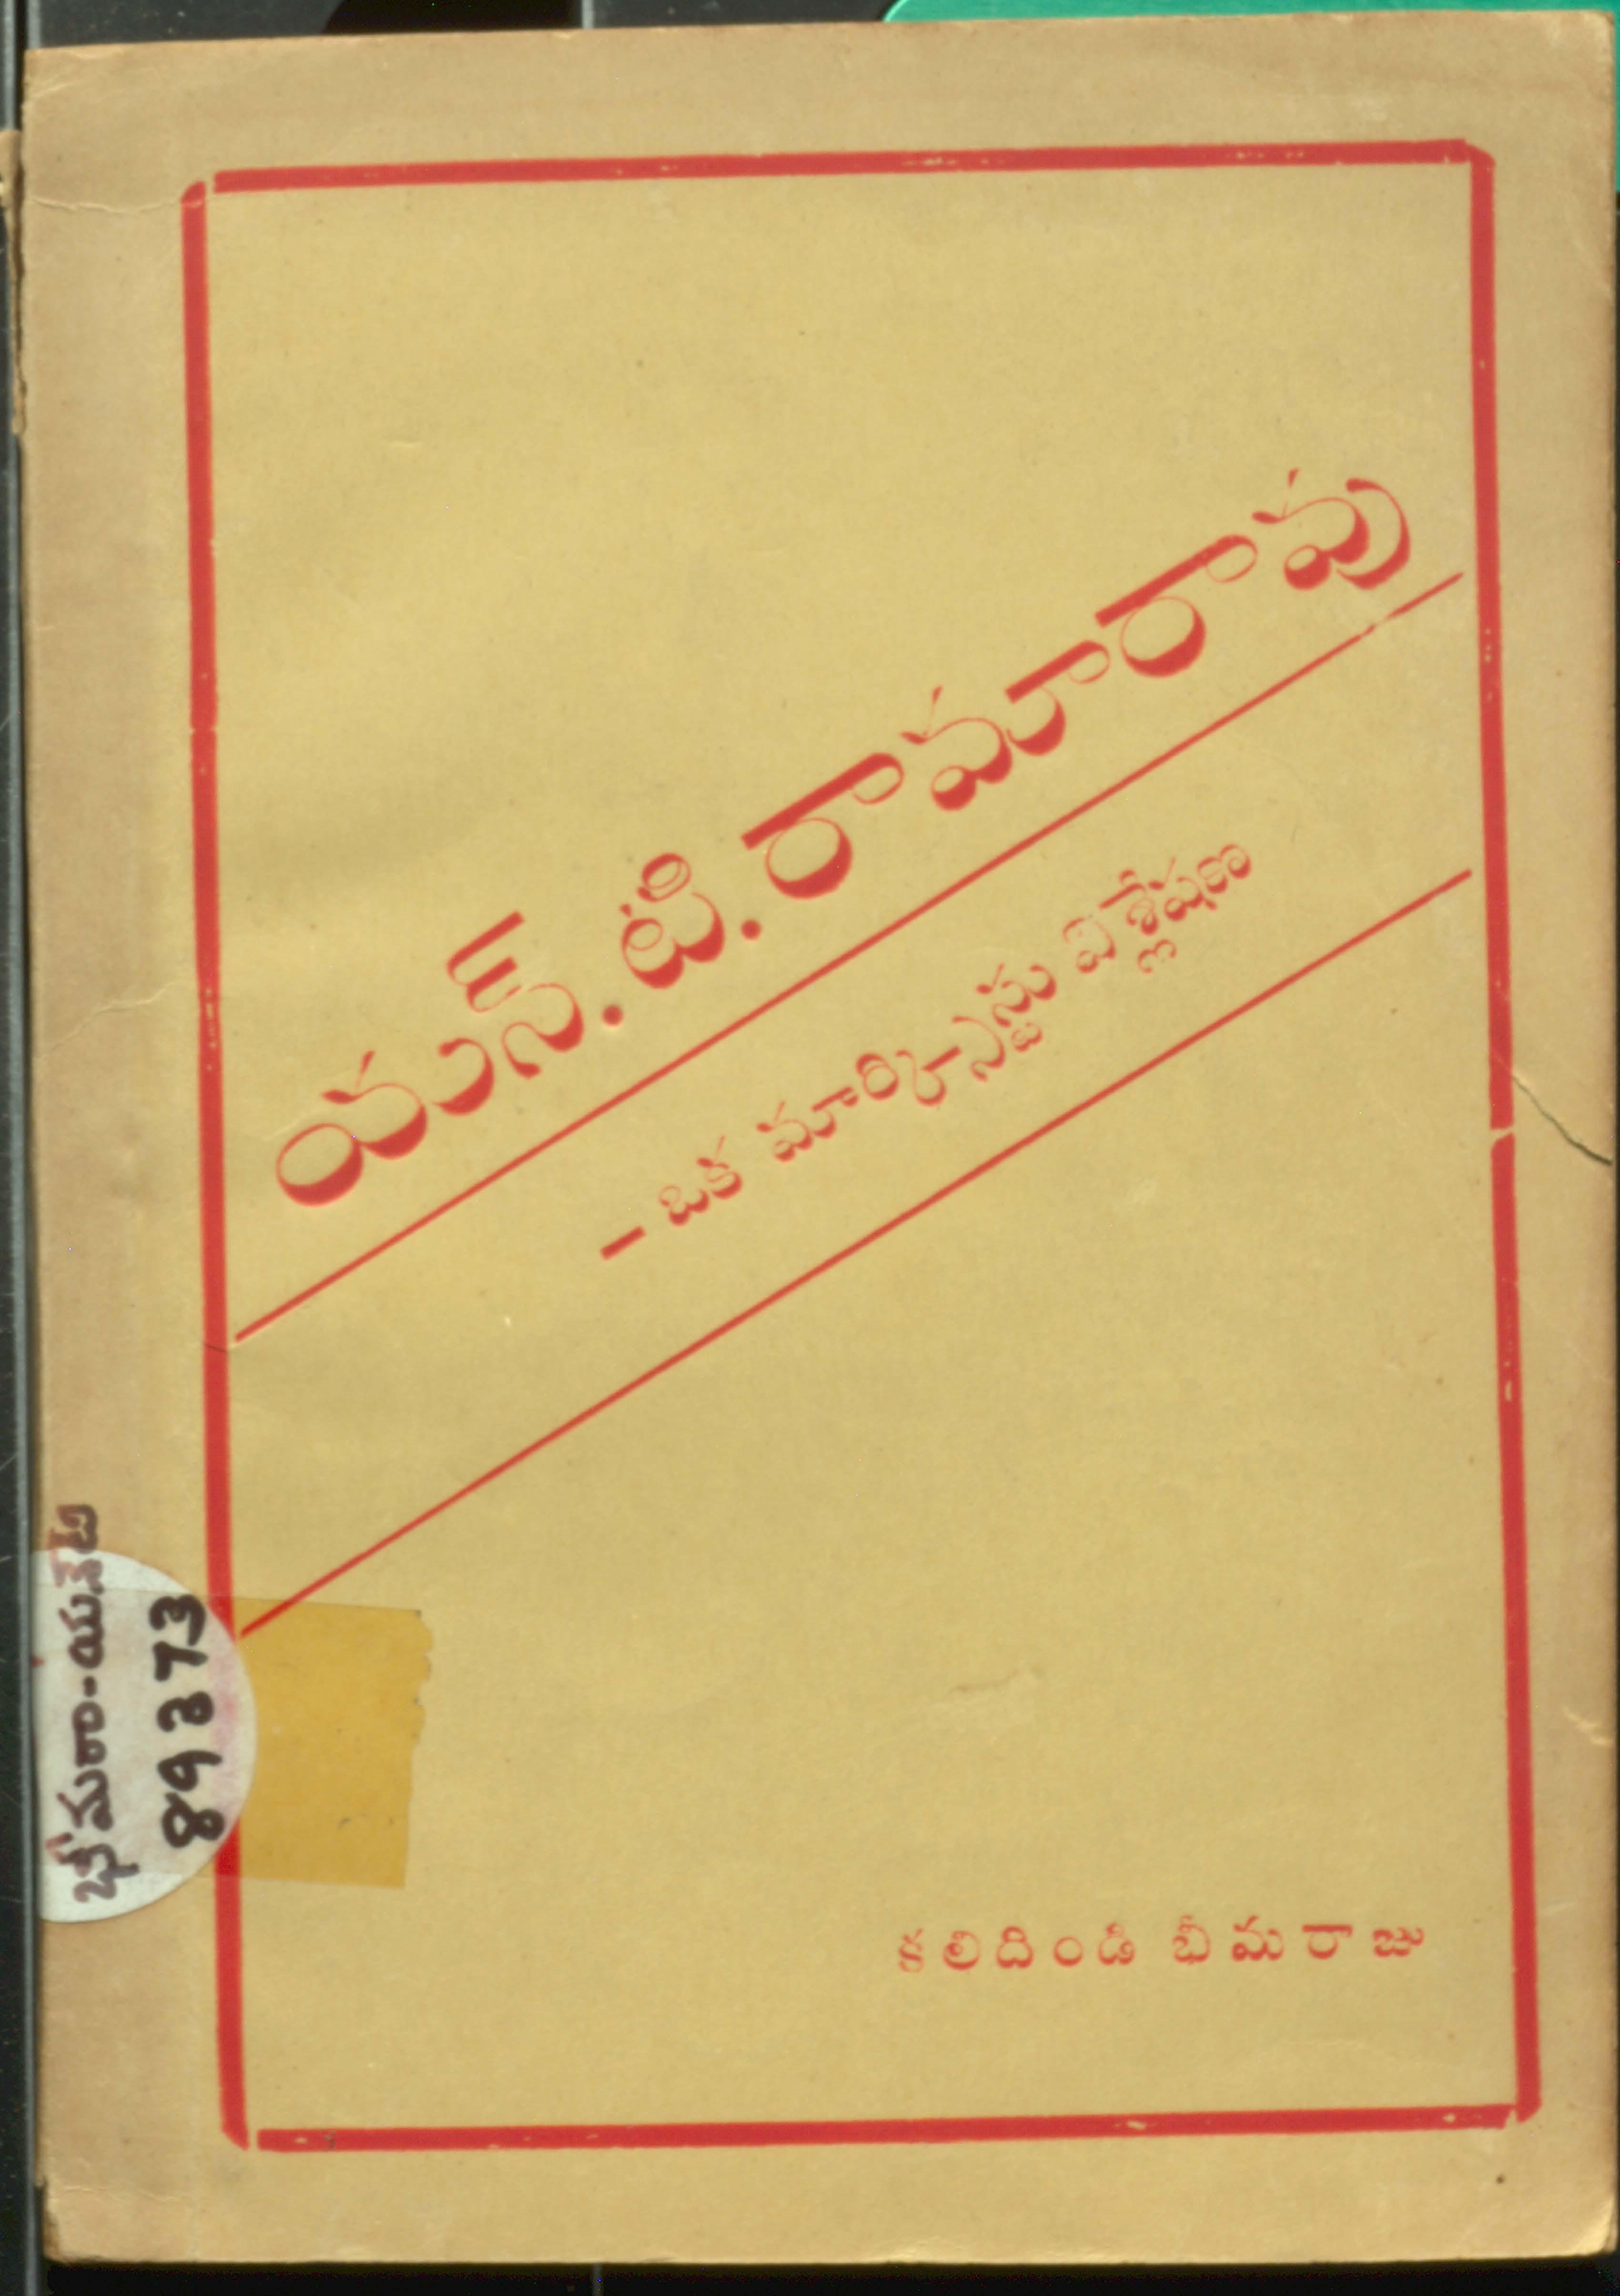 యన్.టి.రామారావు
- ఒక మార్క్సిస్టు విశ్లేషణ
కలిదిండి భీమరాజు
89373